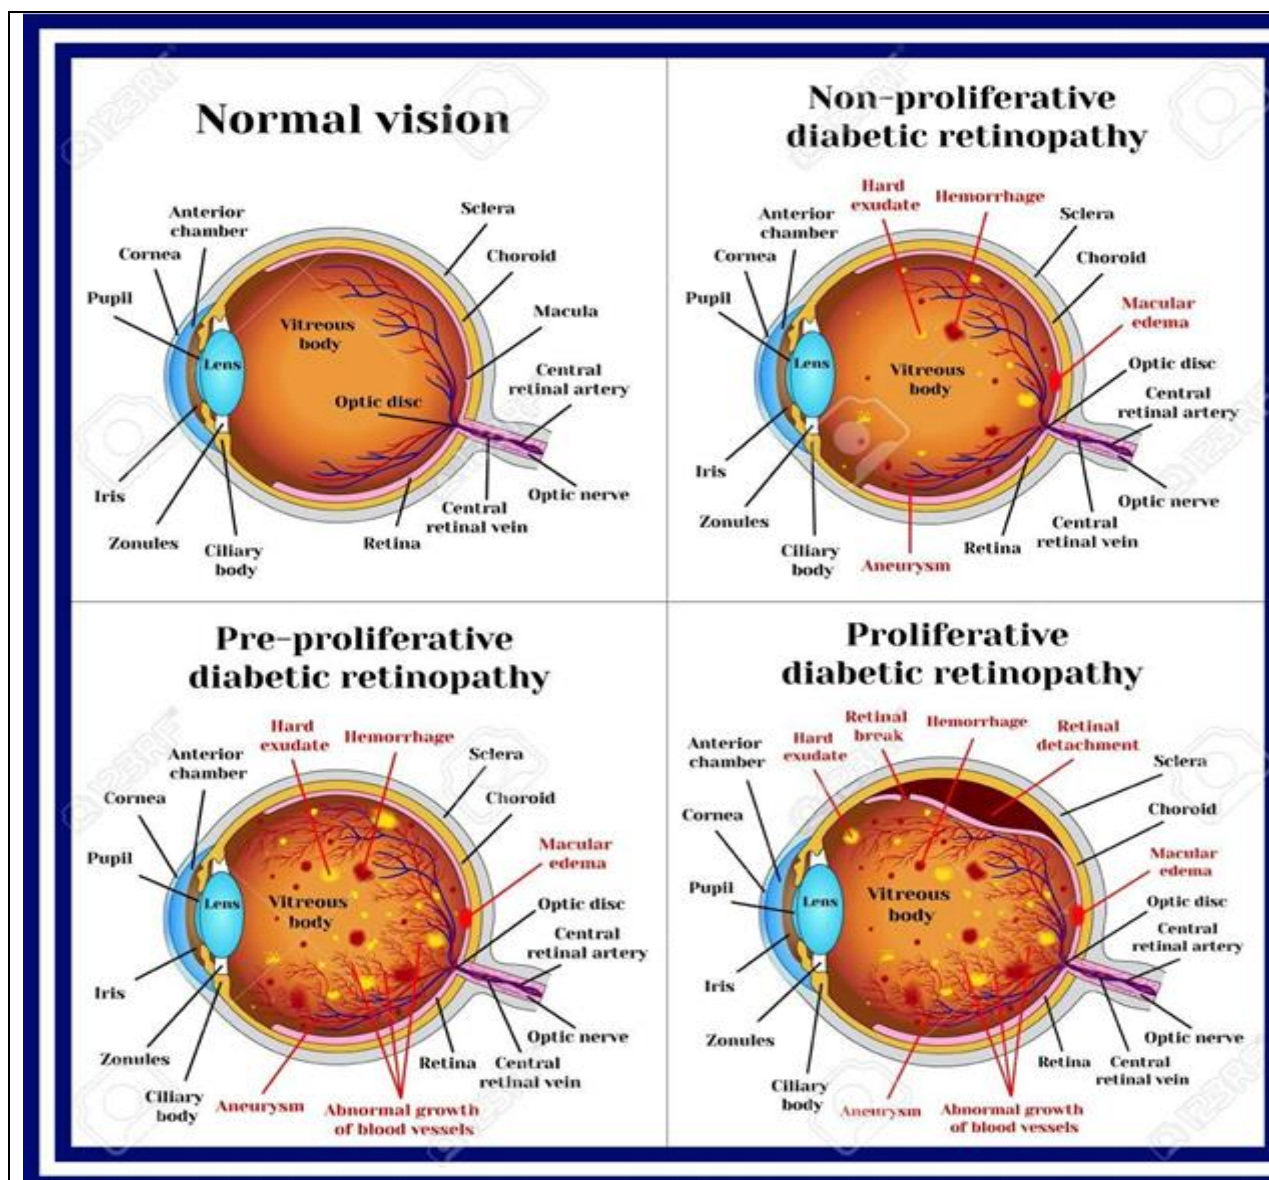 Normal vision
Anterior
chamber
Sclera
Cornea
Choroid
Pupil
Macula
Vitreous
body
Lens
Central
retinal artery
Optic disc
Iris
Optic nerve
Central
retinal vein
Zonules
Retina
Ciliary
body
Non-proliferative
diabetic retinopathy
Hard
exudate
Hemorrhage
Anterior
chamber
Sclera
Cornea
Choroid
Pupil
Macular
edema
Lens
Vitreous
body
Optic disc
Central
retinal artery
Iris
Optic nerve
Zonules
Central
retinal vein
Ciliary
body
Retina
Aneurysm
Pre-proliferative
diabetic retinopathy
Hard
exudate
Hemorrhage
Anterior
chamber
Sclera
Cornea
Choroid
Pupil
Macular
edema
Lens
Vitreous
body
Optic disc
Central
retinal artery
Iris
Optic nerve
Zonules
Retina
Central
retinal vein
Ciliary
body
Aneurysm
Abnormal growth
of blood vessels
Proliferative
diabetic retinopathy
Retinal
break
Hemorrhage
Retinal
detachment
Hard
exudate
Anterior
chamber
Sclera
Cornea
Choroid
Macular
edema
Pupil
Lens
Vitreous
body
Optic disc
Central
retinal artery
Iris
Optic nerve
Zonules
Retina
Central
retinal vein
Ciliary
body
Aneurysm
Abnormal growth
of blood vessels
123RF
123RF
123RF
123RF
123RF